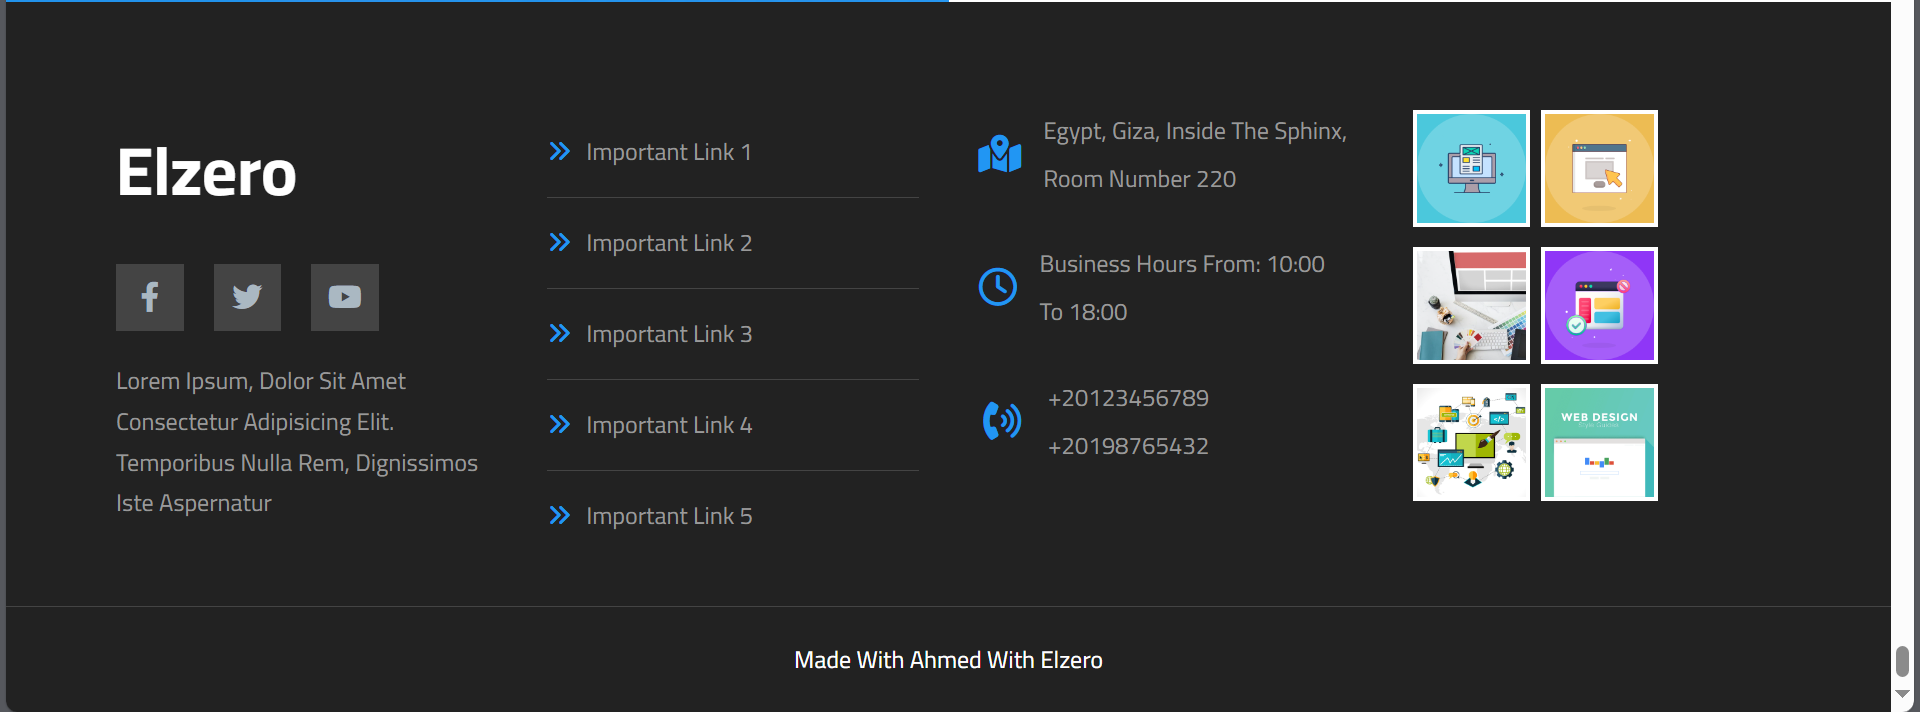 Elzero
Lorem Ipsum, Dolor Sit Amet
Consectetur Adipisicing Elit.
Temporibus Nulla Rem, Dignissimos
Iste Aspernatur
Important Link 1
Important Link 2
Important Link 3
Important Link 4
Important Link 5
Egypt, Giza, Inside The Sphinx,
Room Number 220
Business Hours From: 10:00
To 18:00
+20123456789
+20198765432
WEB DESIGN
Made With Ahmed With Elzero